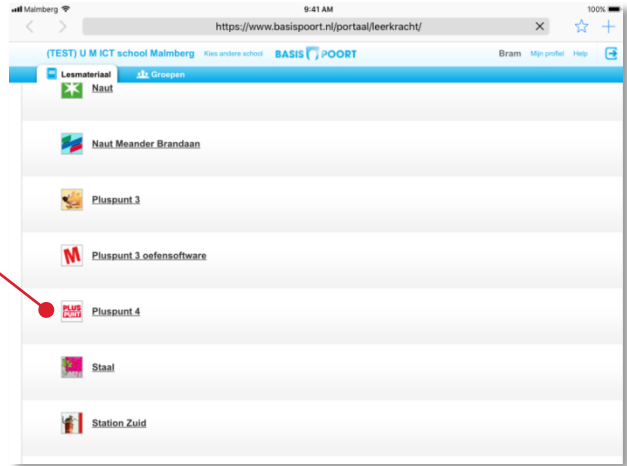 Malmberg 9:41 AM 100%
https://www.basispoort.nl/portaal/leerkracht/
(TEST) U M ICT school Malmberg Kies andere school BASIS POORT Bram Mijn profiel Help
Lesmateriaal Groepen
Naut
Naut Meander Brandaan
Pluspunt 3
M Pluspunt 3 oefensoftware
PLUS
PUNT Pluspunt 4
Staal
Station Zuid